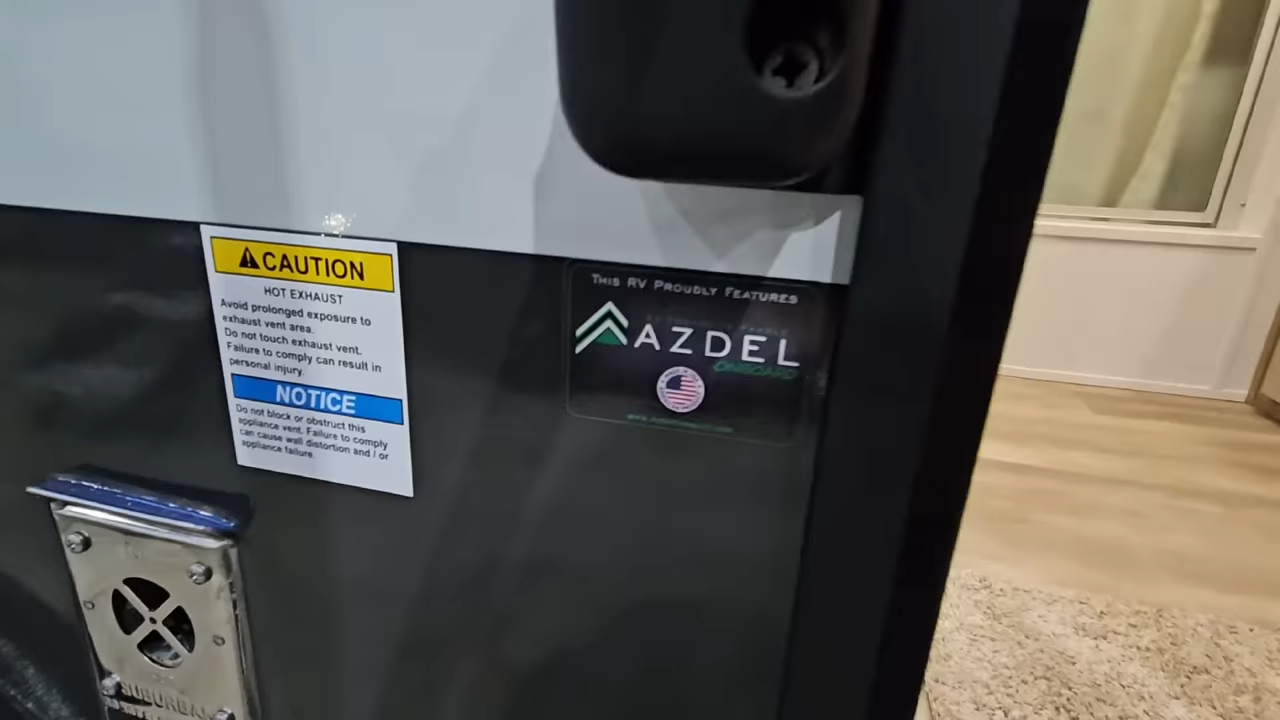 CAUTION
HOT EXHAUST
Avoid prolonged exposure to
exhaust vent area.
Do not touch exhaust vent.
Failure to comply can result in
personal injury.
NOTICE
Do not block or obstruct this
appliance vent. Failure to comply
can cause wall distortion and / or
appliance failure.
THIS RV PROUDLY FEATURES
AZDEL
ONBOARD
SUBURBAN